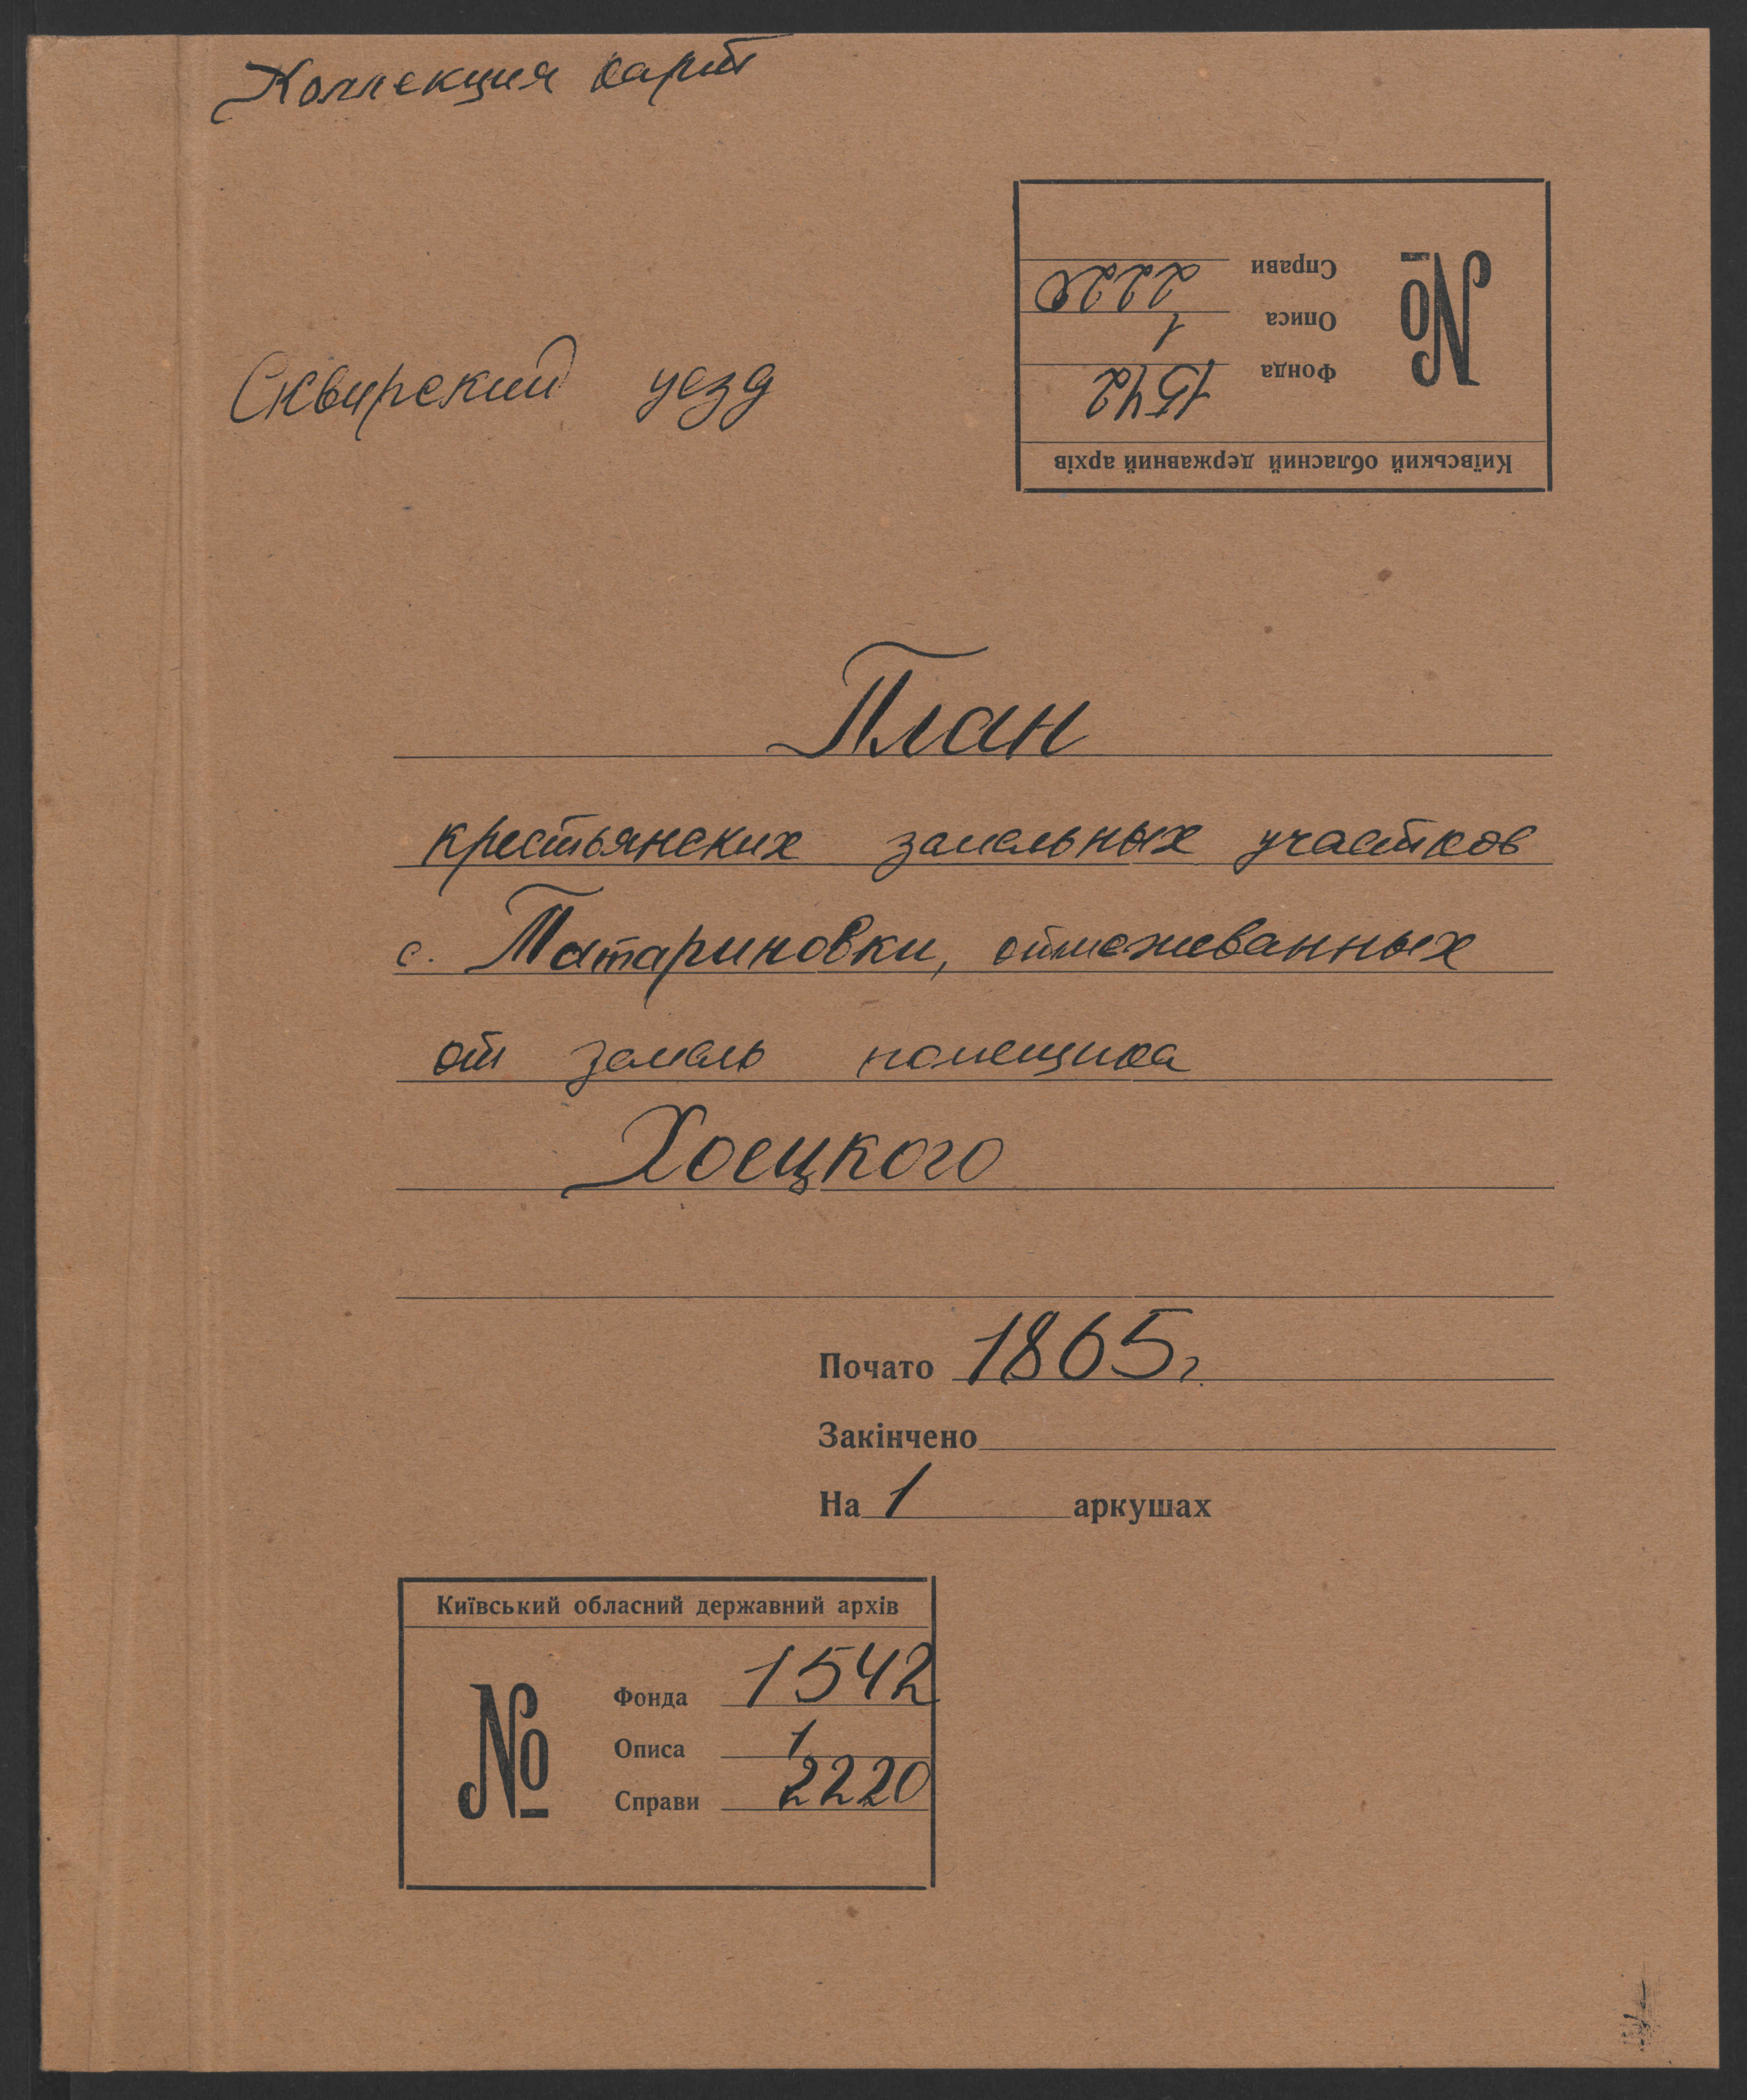 Коллекция карт
Справи 2220
Описа 1
Фонда 1542
№
Київський обласний державний архів
Сквирский уезд
План
крестьянских земельных участков
с. Татариновки, отмежеванных
от земель помещика
Хоецкого
Почато 1865 г.
Закінчено
На 1 аркушах
Київський обласний державний архів
№
Фонда 1542
Описа 1
Справи 2220